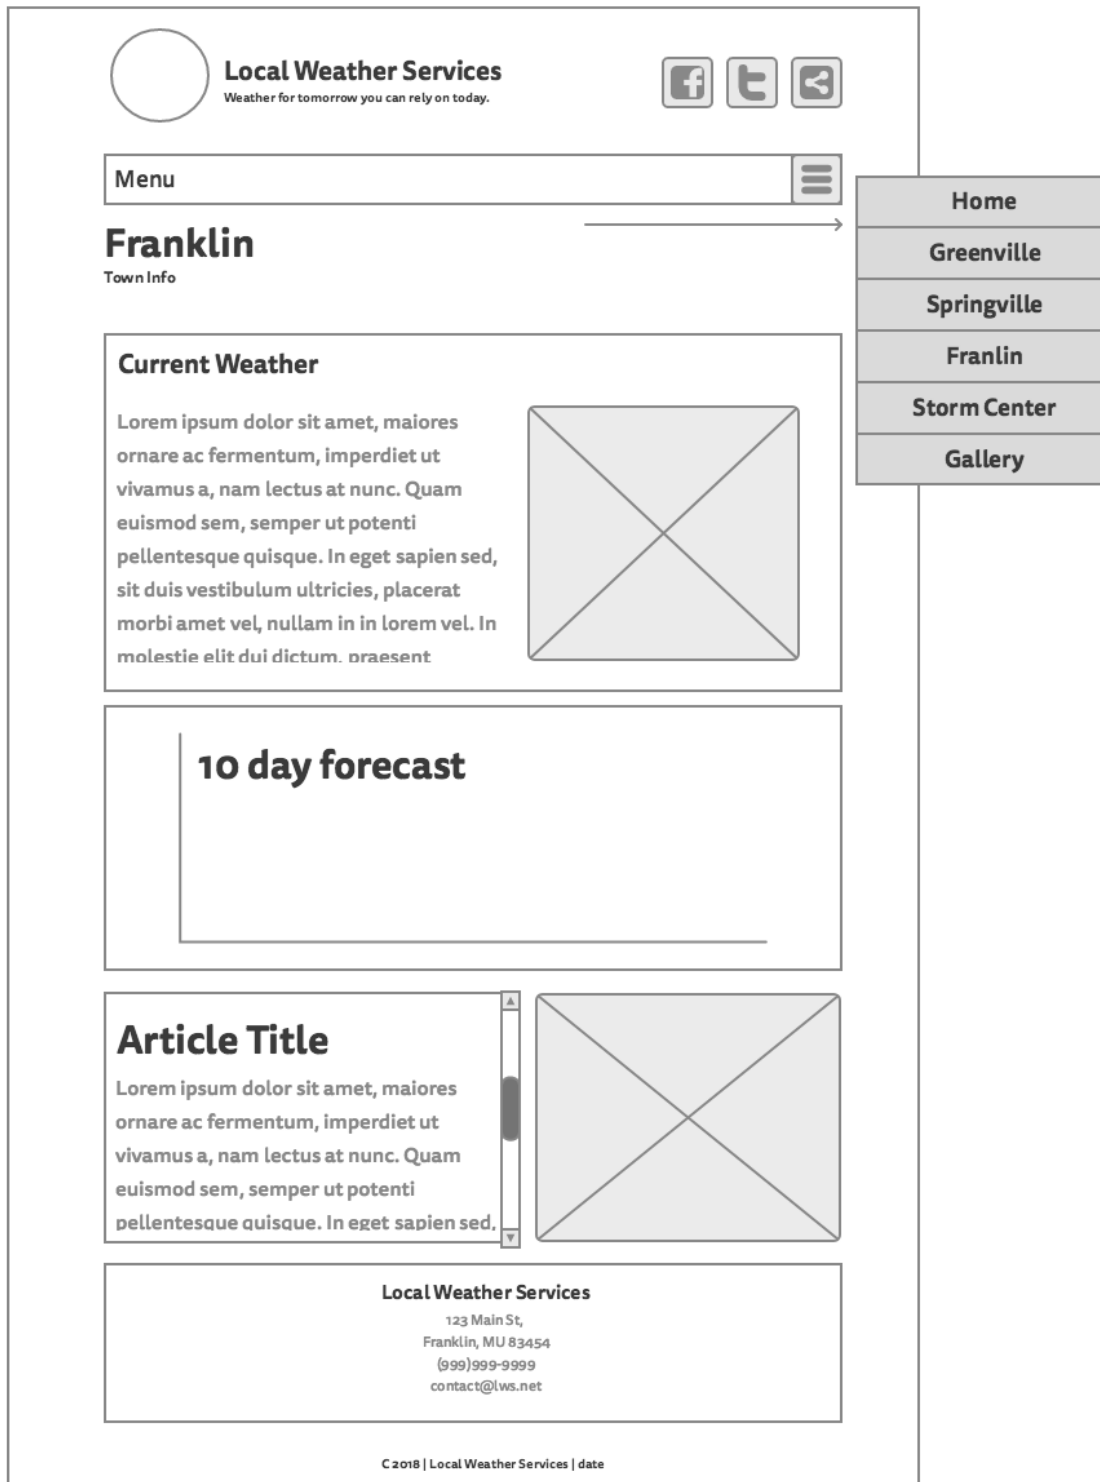 Local Weather Services
Weather for tomorrow you can rely on today.
Menu
Home
Greenville
Springville
Franlin
Storm Center
Gallery
Franklin
Town Info
Current Weather
Lorem ipsum dolor sit amet, maiores
ornare ac fermentum, imperdiet ut
vivamus a, nam lectus at nunc. Quam
euismod sem, semper ut potenti
pellentesque quisque. In eget sapien sed,
sit duis vestibulum ultricies, placerat
morbi amet vel, nullam in in lorem vel. In
molestie elit dui dictum, praesent
10 day forecast
Article Title
Lorem ipsum dolor sit amet, maiores
ornare ac fermentum, imperdiet ut
vivamus a, nam lectus at nunc. Quam
euismod sem, semper ut potenti
pellentesque quisque. In eget sapien sed,
Local Weather Services
123 Main St,
Franklin, MU 83454
(999)999-9999
contact@lws.net
C 2018 | Local Weather Services | date